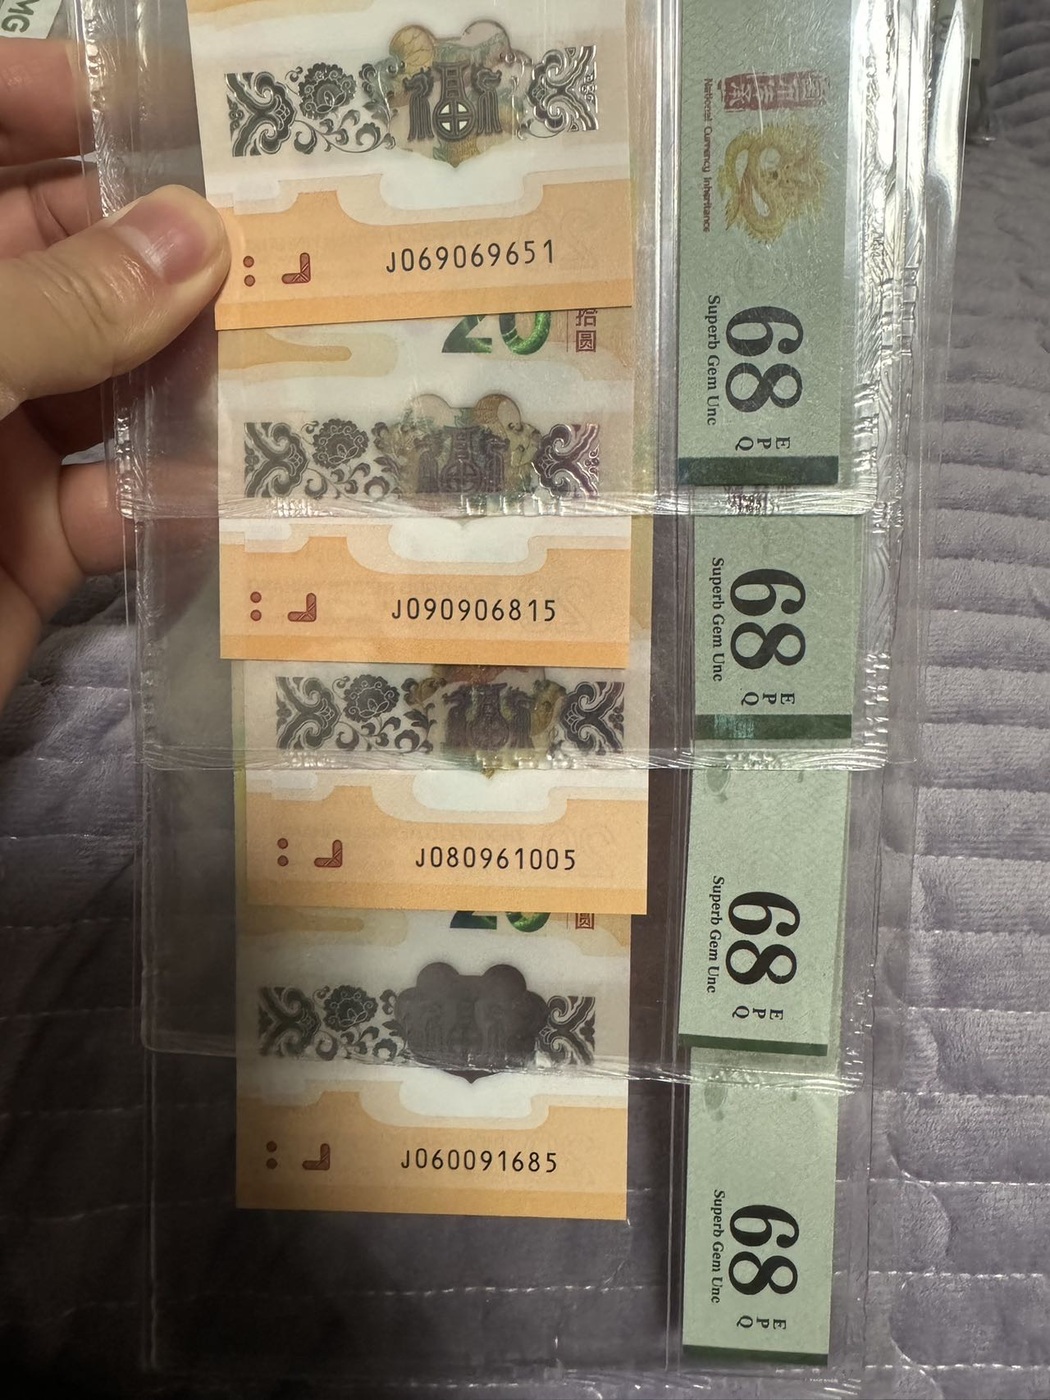 MG
National Currency Inheritance
J069069651
68
EPQ
Superb Gem Unc
20
拾圆
J090906815
68
EPQ
Superb Gem Unc
J080961005
68
EPQ
Superb Gem Unc
20
圆
J060091685
68
EPQ
Superb Gem Unc